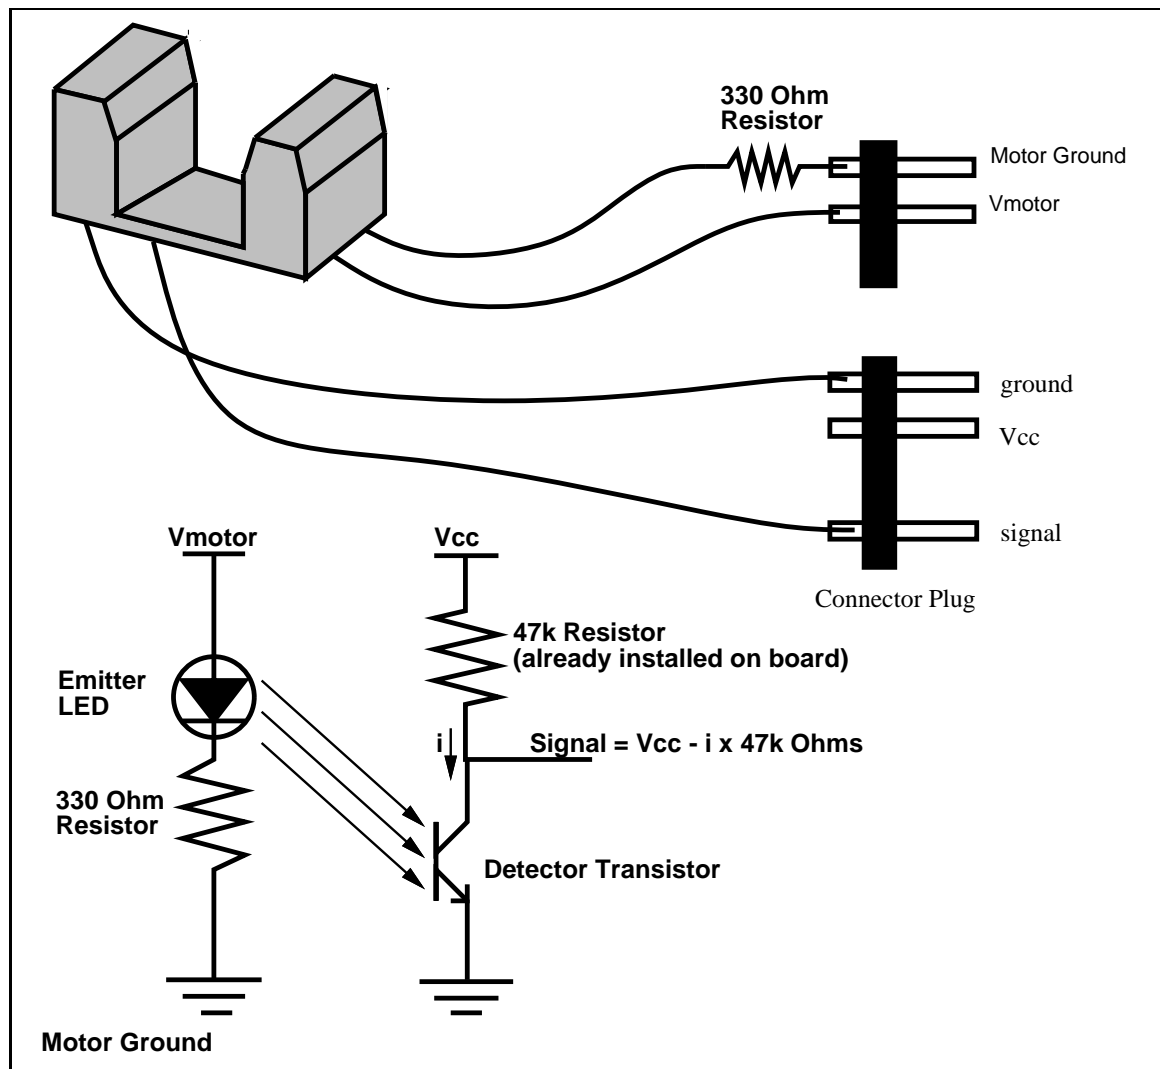 330 Ohm
Resistor
Motor Ground
Vmotor
ground
Vcc
signal
Connector Plug
Vmotor
Vcc
47k Resistor
(already installed on board)
Emitter
LED
i
Signal = Vcc - i x 47k Ohms
330 Ohm
Resistor
Detector Transistor
Motor Ground